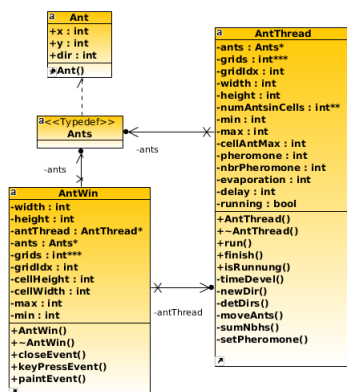 a
Ant
+x : int
+y : int
+dir : int
+Ant()
a
<<Typedef>>
Ants
-ants
-ants
a
AntWin
-width : int
-height : int
-antThread : AntThread*
-ants : Ants*
-grids : int***
-gridIdx : int
-cellHeight : int
-cellWidth : int
-max : int
-min : int
+AntWin()
+~AntWin()
+closeEvent()
+keyPressEvent()
+paintEvent()
-antThread
a
AntThread
-ants : Ants*
-grids : int***
-gridIdx : int
-width : int
-height : int
-numAntsinCells : int**
-min : int
-max : int
-cellAntMax : int
-pheromone : int
-nbrPheromone : int
-evaporation : int
-delay : int
-running : bool
+AntThread()
+~AntThread()
+run()
+finish()
+isRunnung()
-timeDevel()
-newDir()
-detDirs()
-moveAnts()
-sumNbhs()
-setPheromone()